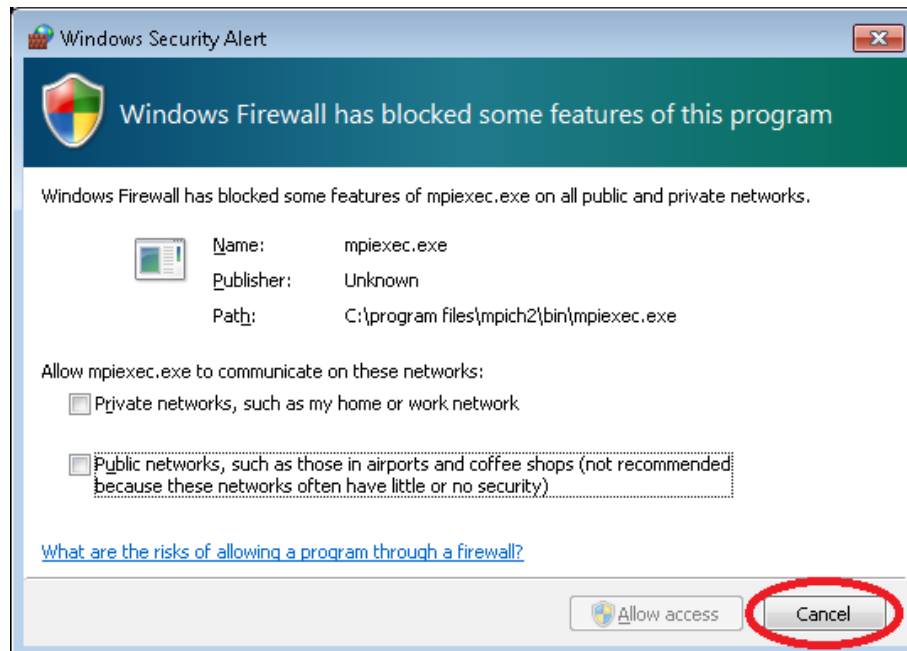 Windows Security Alert
Windows Firewall has blocked some features of this program
Windows Firewall has blocked some features of mpiexec.exe on all public and private networks.
Name: mpiexec.exe
Publisher: Unknown
Path: C:\program files\mpich2\bin\mpiexec.exe
Allow mpiexec.exe to communicate on these networks:
Private networks, such as my home or work network
Public networks, such as those in airports and coffee shops (not recommended
because these networks often have little or no security)
What are the risks of allowing a program through a firewall?
Allow access Cancel